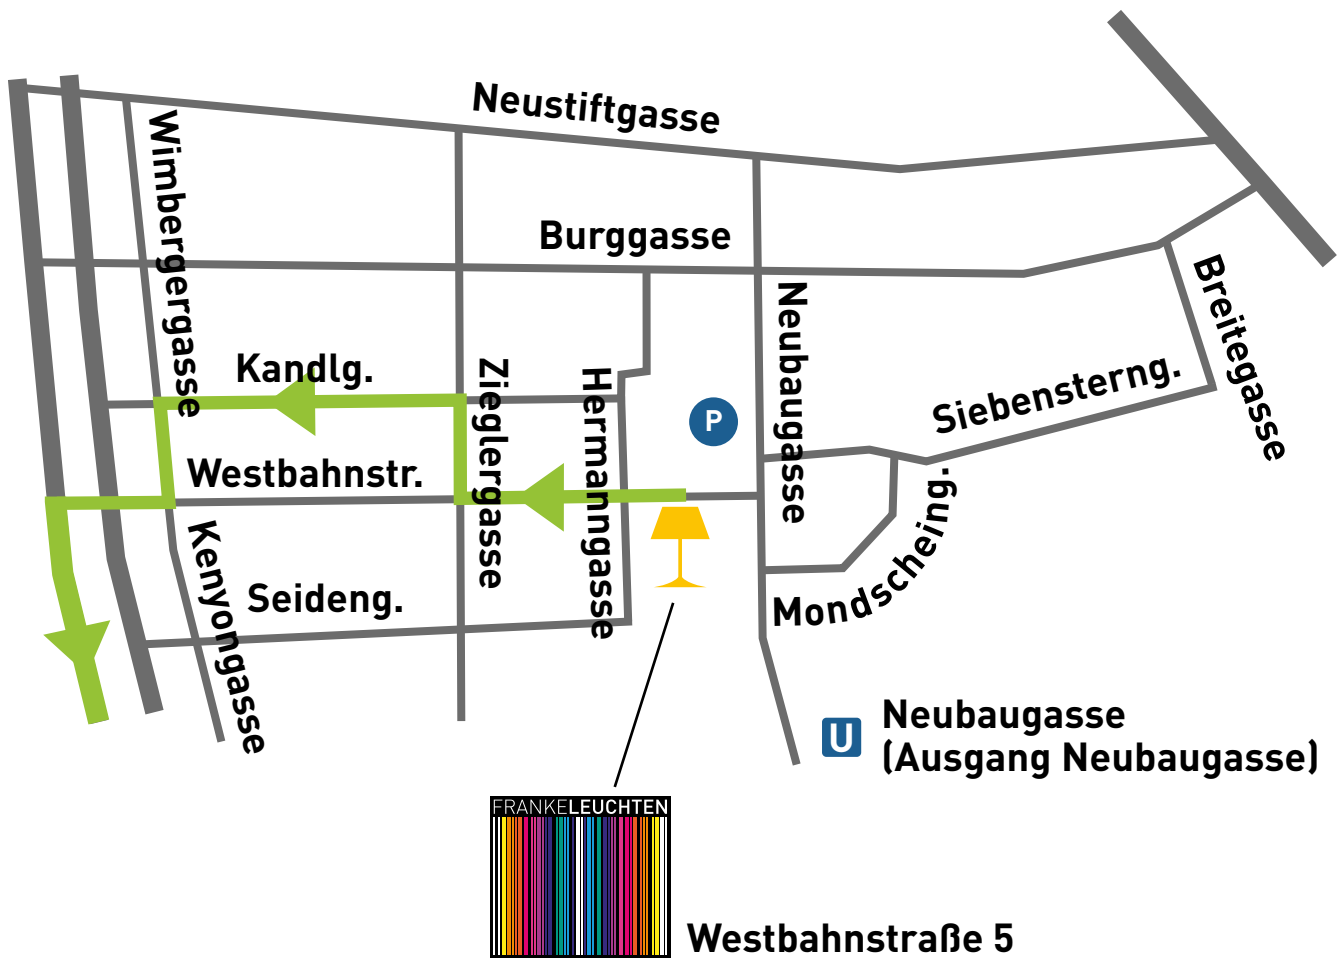 Neustiftgasse
Wimbergergasse
Burggasse
Breitegasse
Neubaugasse
Kandlg.
Zieglergasse
Hermanngasse
Siebensterng.
P
Westbahnstr.
Mondscheing.
Kenyongasse
Seideng.
U
Neubaugasse
(Ausgang Neubaugasse)
FRANKELEUCHTEN
Westbahnstraße 5